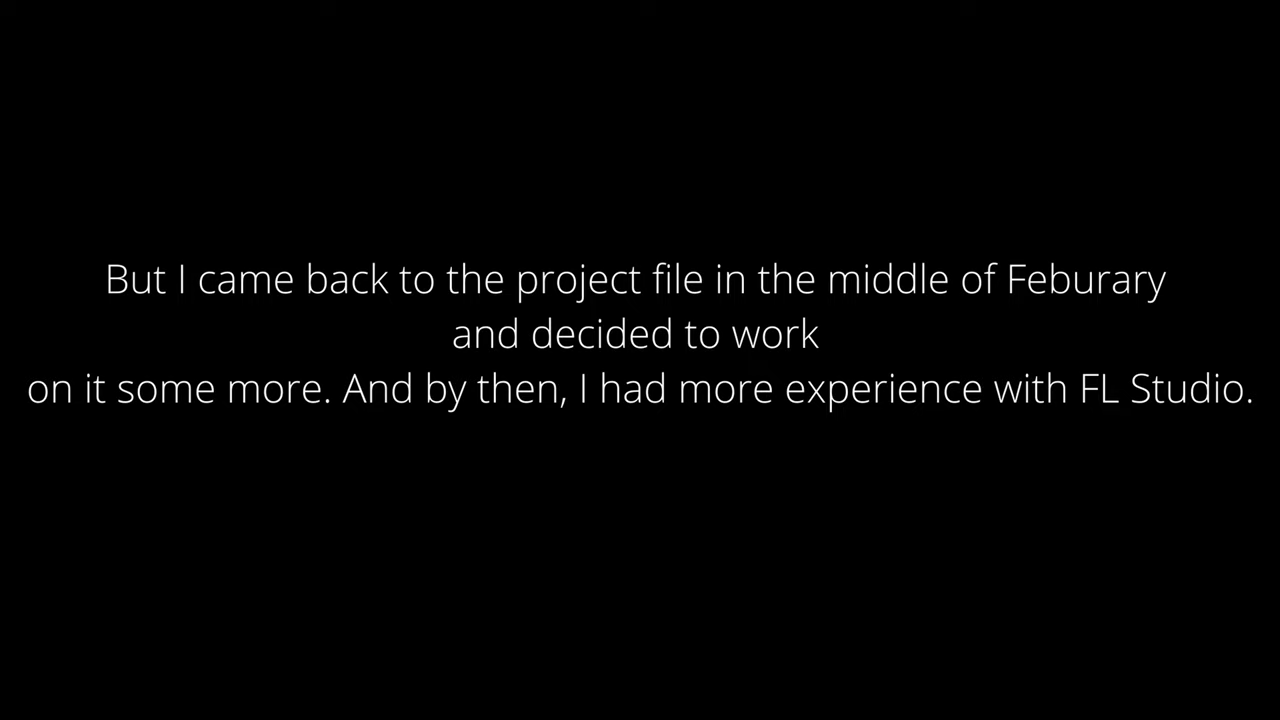 But I came back to the project file in the middle of Feburary
and decided to work
on it some more. And by then, I had more experience with FL Studio.